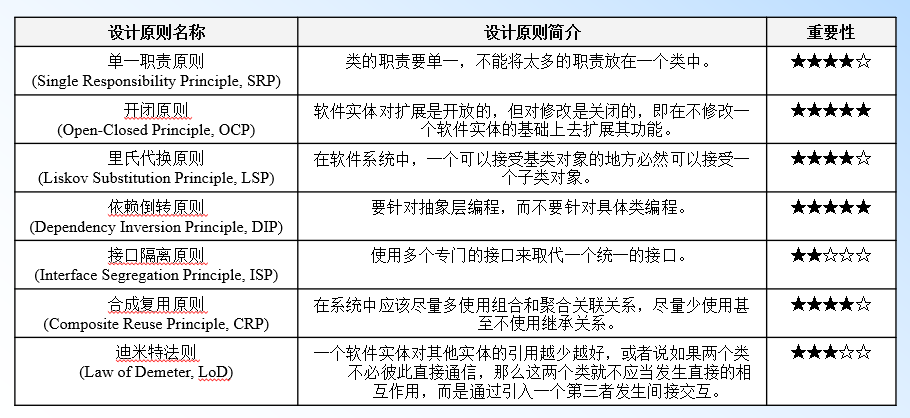 设计原则名称 设计原则简介 重要性
单一职责原则
(Single Responsibility Principle, SRP)
类的职责要单一，不能将太多的职责放在一个类中。
★★★★☆
开闭原则
(Open-Closed Principle, OCP)
软件实体对扩展是开放的，但对修改是关闭的，即在不修改一
个软件实体的基础上去扩展其功能。
★★★★★
里氏代换原则
(Liskov Substitution Principle, LSP)
在软件系统中，一个可以接受基类对象的地方必然可以接受一
个子类对象。
★★★★☆
依赖倒转原则
(Dependency Inversion Principle, DIP)
要针对抽象层编程，而不要针对具体类编程。
★★★★★
接口隔离原则
(Interface Segregation Principle, ISP)
使用多个专门的接口来取代一个统一的接口。
★★☆☆☆
合成复用原则
(Composite Reuse Principle, CRP)
在系统中应该尽量多使用组合和聚合关联关系，尽量少使用甚
至不使用继承关系。
★★★★☆
迪米特法则
(Law of Demeter, LoD)
一个软件实体对其他实体的引用越少越好，或者说如果两个类
不必彼此直接通信，那么这两个类就不应当发生直接的相
互作用，而是通过引入一个第三者发生间接交互。
★★★☆☆